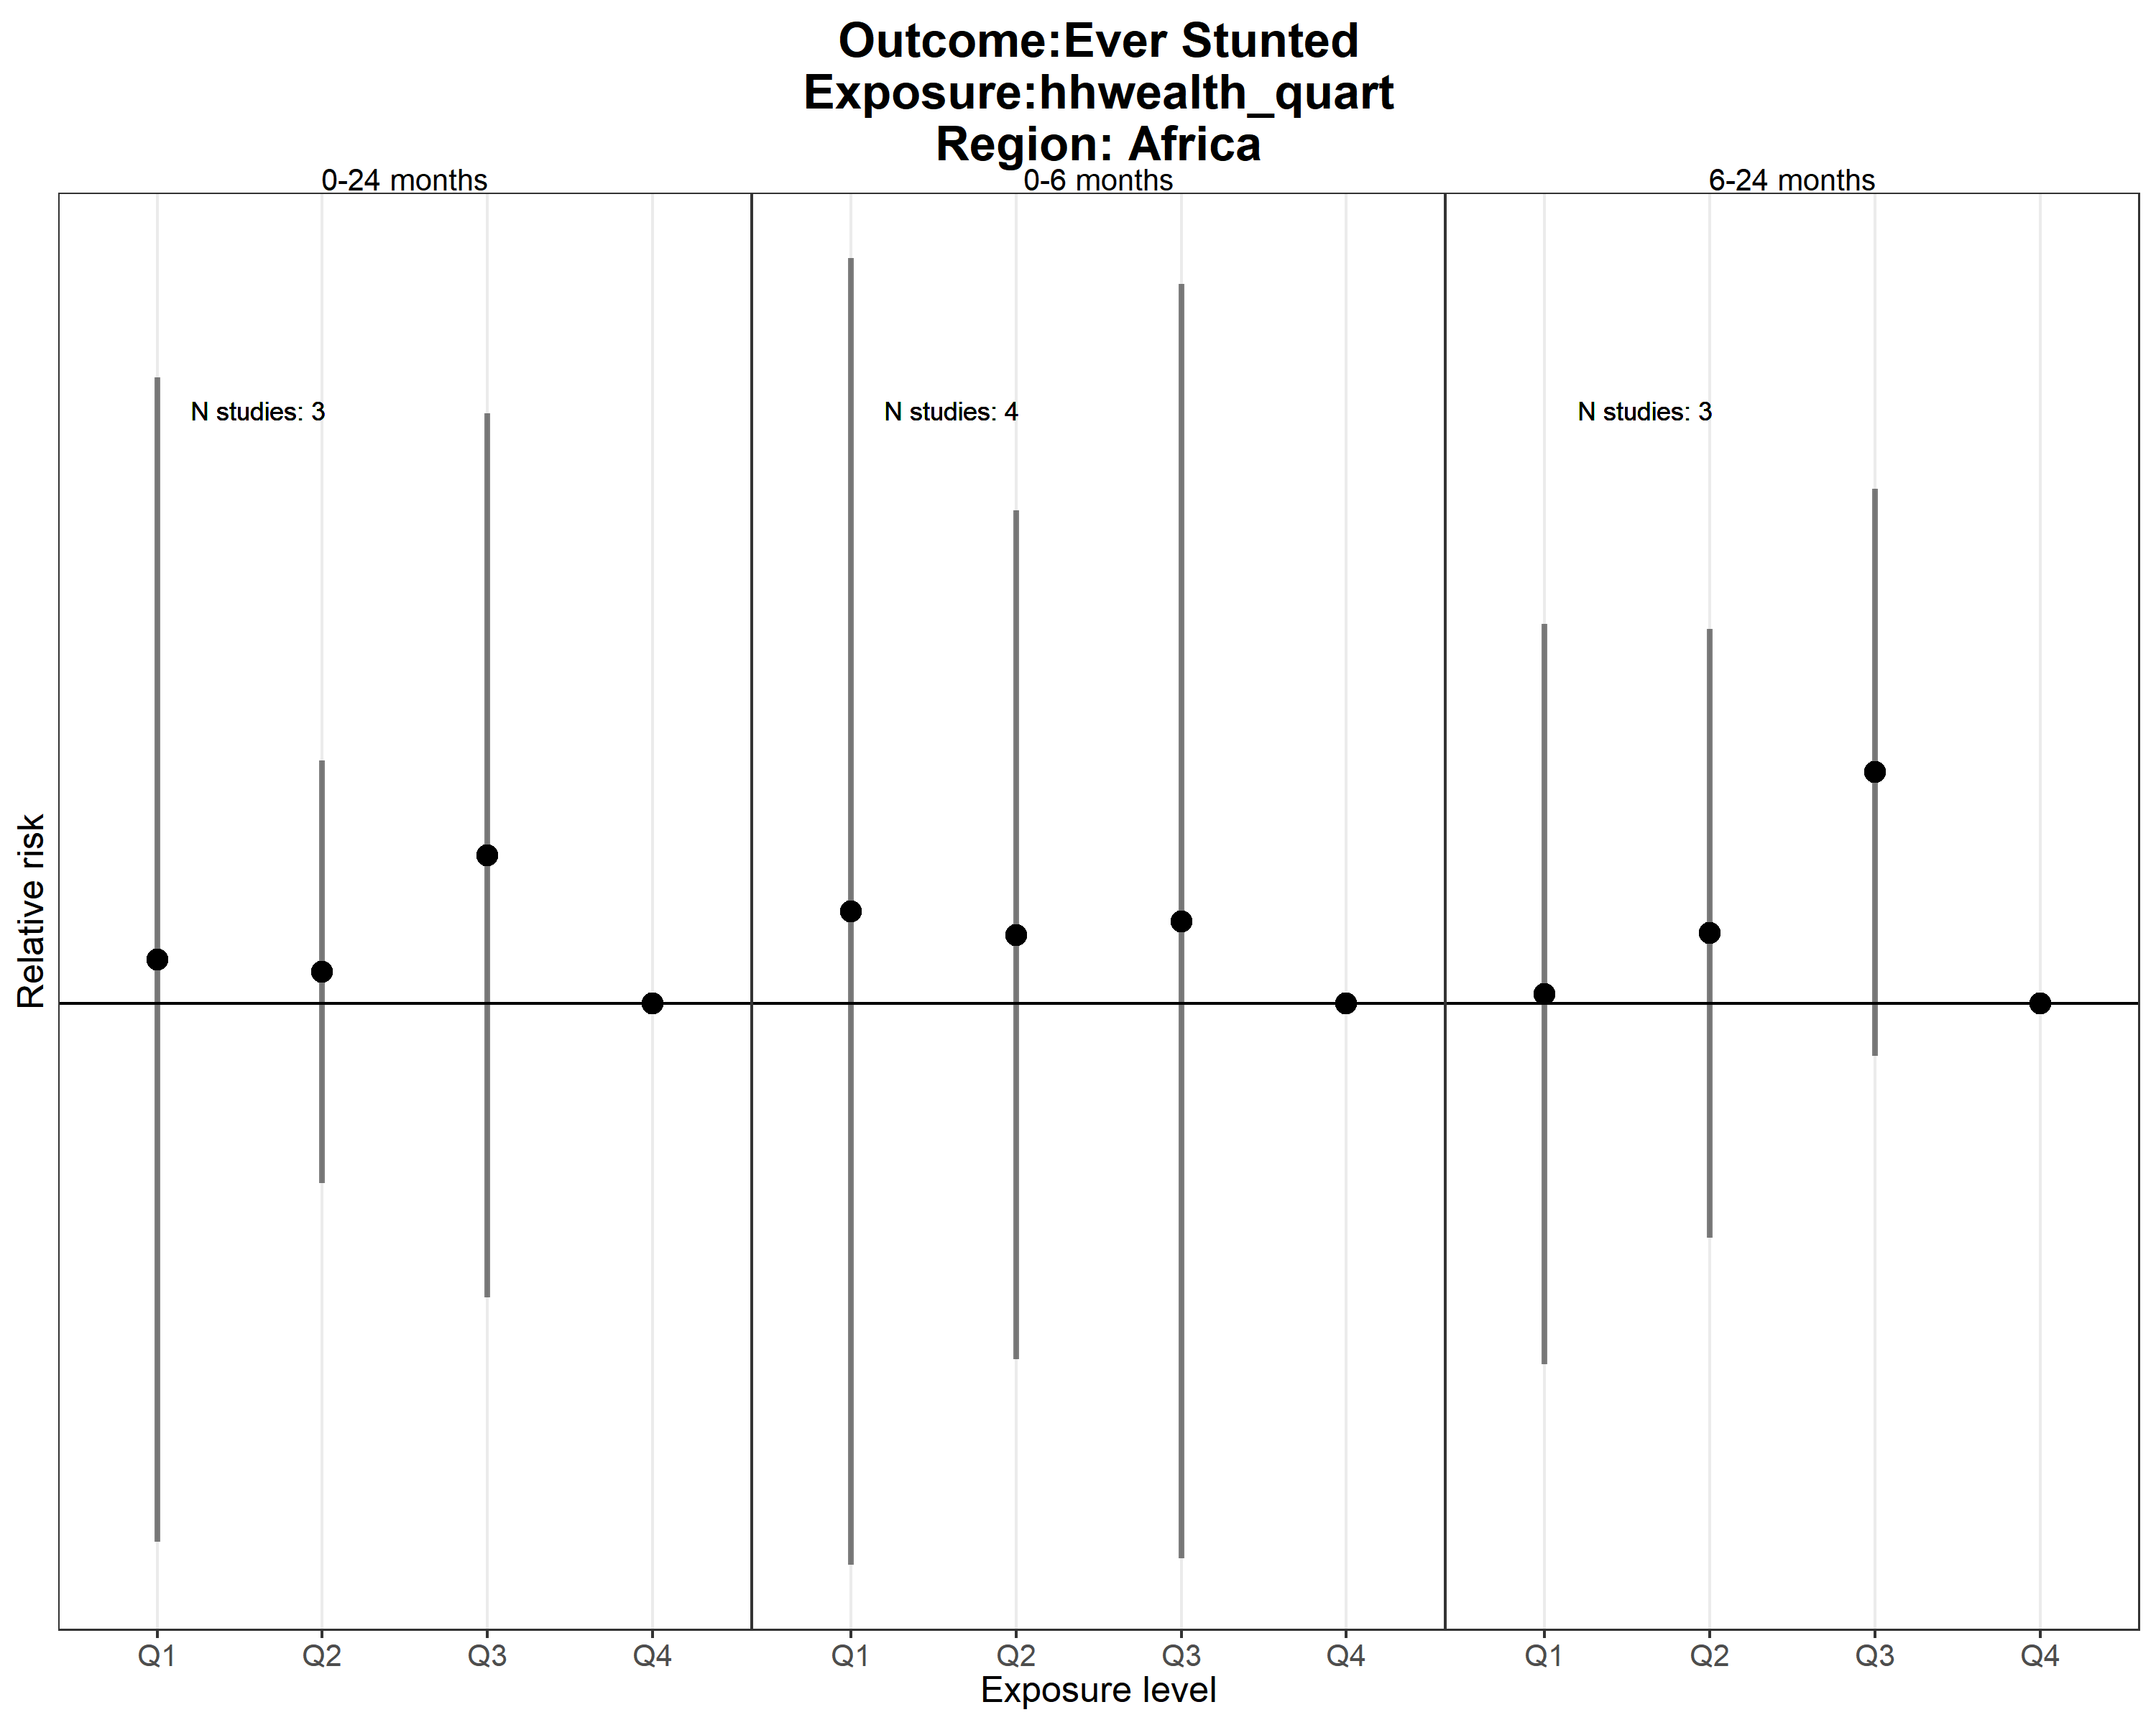 Outcome:Ever Stunted
Exposure:hhwealth_quart
Region: Africa
0-24 months
0-6 months
6-24 months
N studies: 3
N studies: 4
N studies: 3
Relative risk
Q1 Q2 Q3 Q4 Q1 Q2 Q3 Q4 Q1 Q2 Q3 Q4
Exposure level